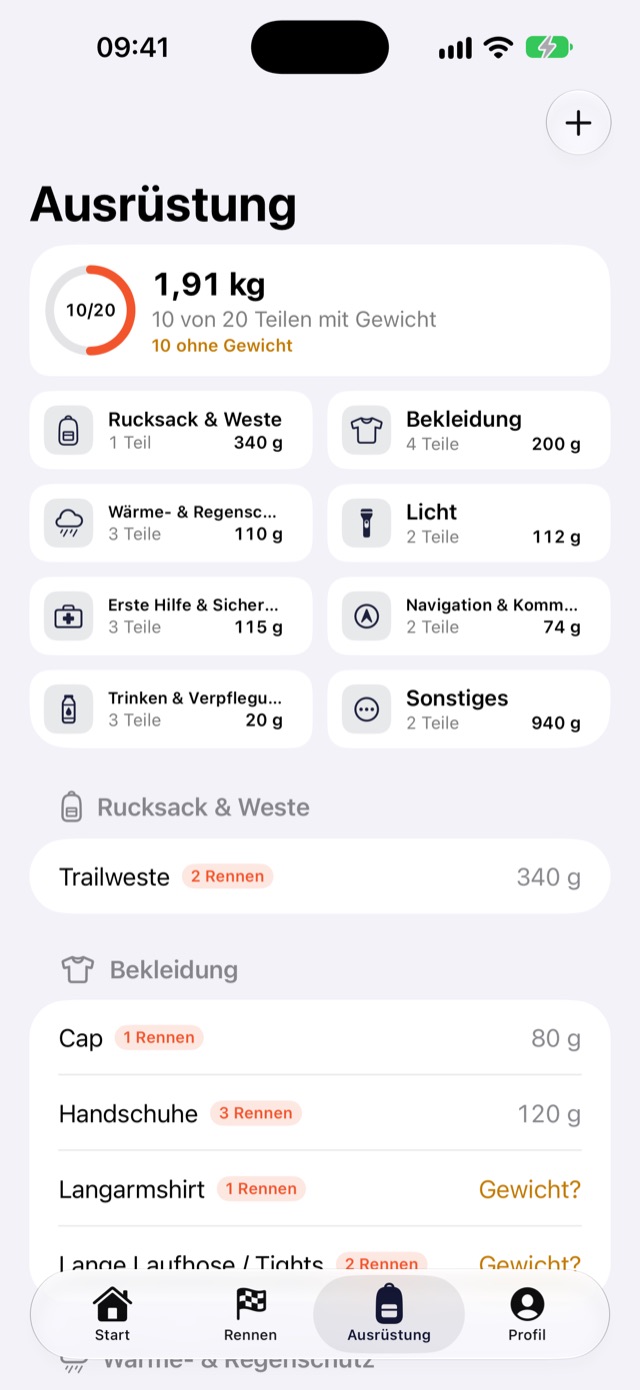 09:41
Ausrüstung
10/20
1,91 kg
10 von 20 Teilen mit Gewicht
10 ohne Gewicht
Rucksack & Weste
1 Teil 340 g
Bekleidung
4 Teile 200 g
Wärme- & Regensc...
3 Teile 110 g
Licht
2 Teile 112 g
Erste Hilfe & Sicher...
3 Teile 115 g
Navigation & Komm...
2 Teile 74 g
Trinken & Verpflegu...
3 Teile 20 g
Sonstiges
2 Teile 940 g
Rucksack & Weste
Trailweste 2 Rennen 340 g
Bekleidung
Cap 1 Rennen 80 g
Handschuhe 3 Rennen 120 g
Langarmshirt 1 Rennen Gewicht?
Lange Laufhose / Tights 2 Rennen Gewicht?
Start Rennen Ausrüstung Profil
Wärme- & Regenschutz